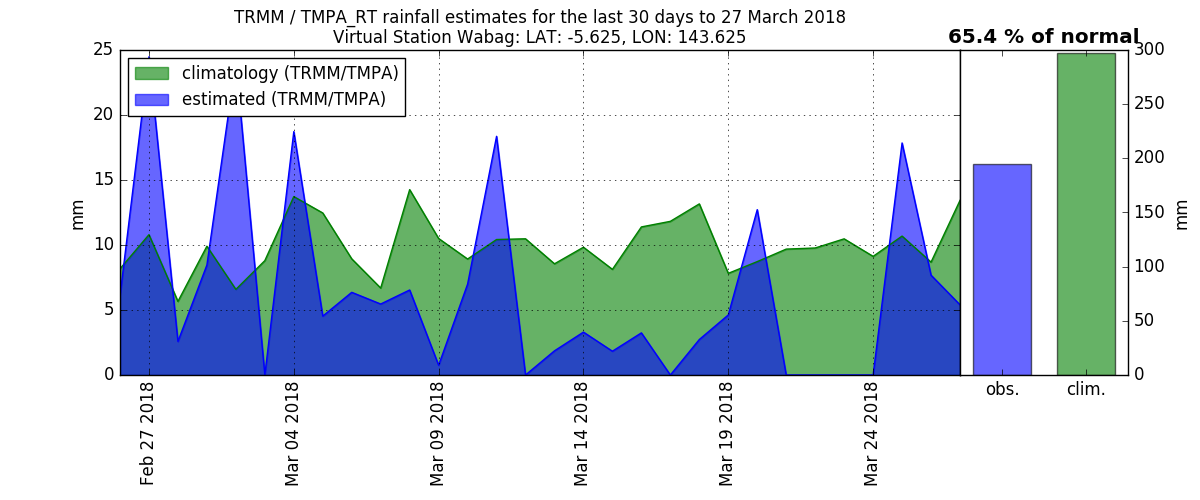 TRMM / TMPA_RT rainfall estimates for the last 30 days to 27 March 2018
Virtual Station Wabag: LAT: -5.625, LON: 143.625
65.4 % of normal
climatology (TRMM/TMPA)
estimated (TRMM/TMPA)
25
20
15
10
5
0
mm
Feb 27 2018
Mar 04 2018
Mar 09 2018
Mar 14 2018
Mar 19 2018
Mar 24 2018
obs.
clim.
300
250
200
150
100
50
0
mm